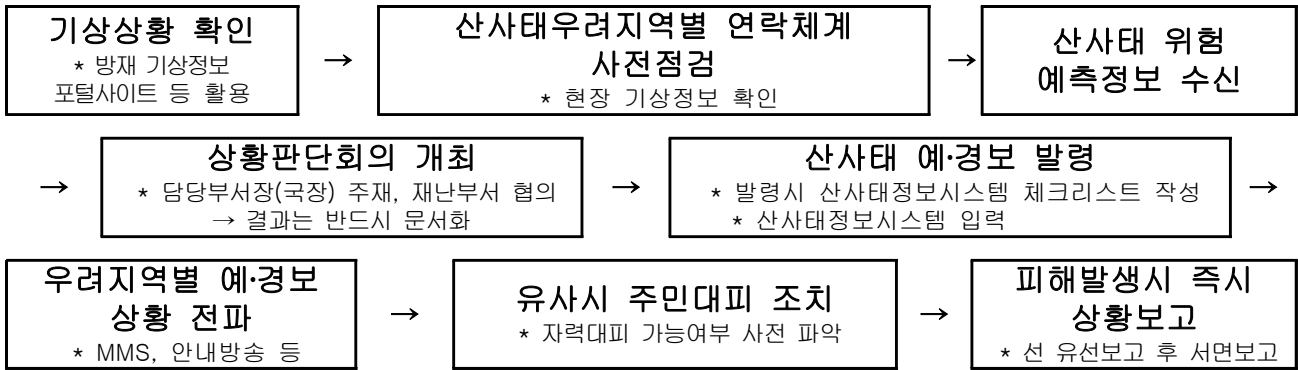 기상상황 확인
* 방재 기상정보
포털사이트 등 활용
→
산사태우려지역별 연락체계
사전점검
* 현장 기상정보 확인
→
산사태 위험
예측정보 수신
→
상황판단회의 개최
* 담당부서장(국장) 주재, 재난부서 협의
→ 결과는 반드시 문서화
→
산사태 예·경보 발령
* 발령시 산사태정보시스템 체크리스트 작성
* 산사태정보시스템 입력
→
우려지역별 예·경보
상황 전파
* MMS, 안내방송 등
→
유사시 주민대피 조치
* 자력대피 가능여부 사전 파악
→
피해발생시 즉시
상황보고
* 선 유선보고 후 서면보고